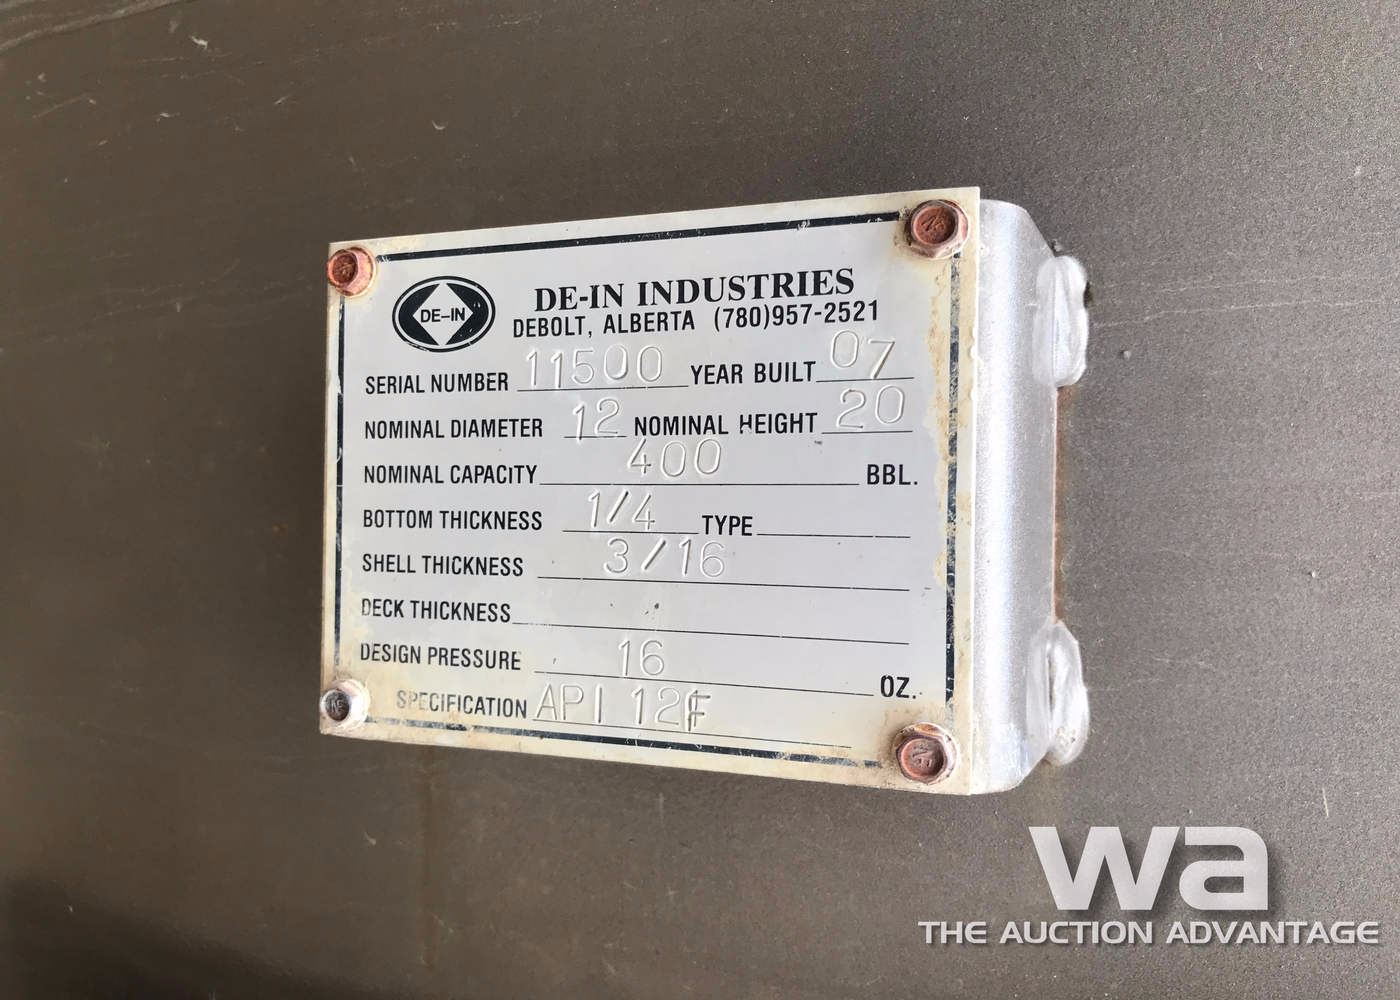 DE-IN
DE-IN INDUSTRIES
DEBOLT, ALBERTA (780)957-2521
SERIAL NUMBER 11500 YEAR BUILT 07
NOMINAL DIAMETER 12 NOMINAL HEIGHT 20
NOMINAL CAPACITY 400 BBL.
BOTTOM THICKNESS 1/4 TYPE
SHELL THICKNESS 3/16
DECK THICKNESS
DESIGN PRESSURE 16 OZ.
SPECIFICATION API 12F
wa
THE AUCTION ADVANTAGE